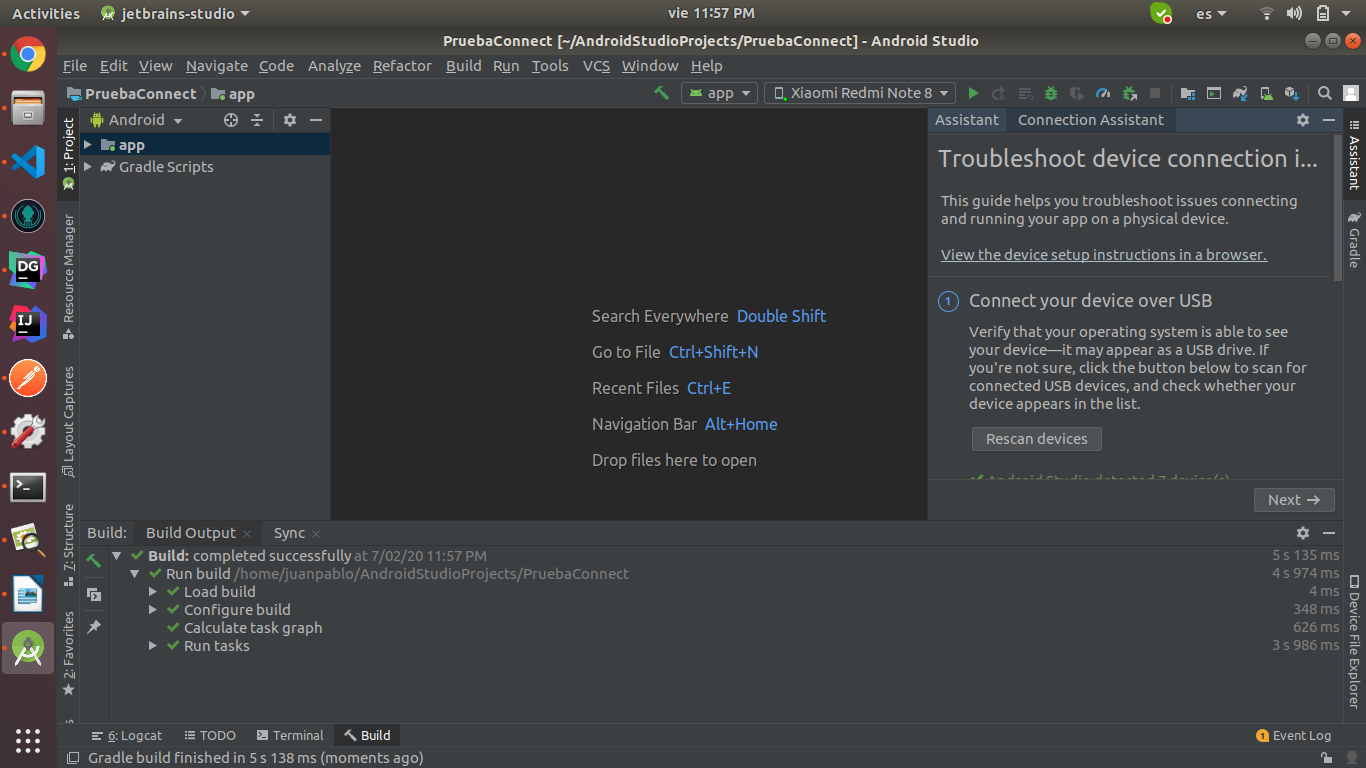 Activities jetbrains-studio vie 11:57 PM es
PruebaConnect [~/AndroidStudioProjects/PruebaConnect] - Android Studio
File Edit View Navigate Code Analyze Refactor Build Run Tools VCS Window Help
PruebaConnect app app Xiaomi Redmi Note 8
1: Project
Resource Manager
Layout Captures
7: Structure
2: Favorites
Android
app
Gradle Scripts
Search Everywhere Double Shift
Go to File Ctrl+Shift+N
Recent Files Ctrl+E
Navigation Bar Alt+Home
Drop files here to open
Assistant Connection Assistant
Troubleshoot device connection i...
This guide helps you troubleshoot issues connecting
and running your app on a physical device.
View the device setup instructions in a browser.
1 Connect your device over USB
Verify that your operating system is able to see
your device—it may appear as a USB drive. If
you're not sure, click the button below to scan for
connected USB devices, and check whether your
device appears in the list.
Rescan devices
Android Studio detected 7 device(s)
Next
Assistant
Gradle
Device File Explorer
Build: Build Output Sync
Build: completed successfully at 7/02/20 11:57 PM 5 s 135 ms
Run build /home/juanpablo/AndroidStudioProjects/PruebaConnect 4 s 974 ms
Load build 4 ms
Configure build 348 ms
Calculate task graph 626 ms
Run tasks 3 s 986 ms
6: Logcat TODO Terminal Build 1 Event Log
Gradle build finished in 5 s 138 ms (moments ago)
DG
IJ